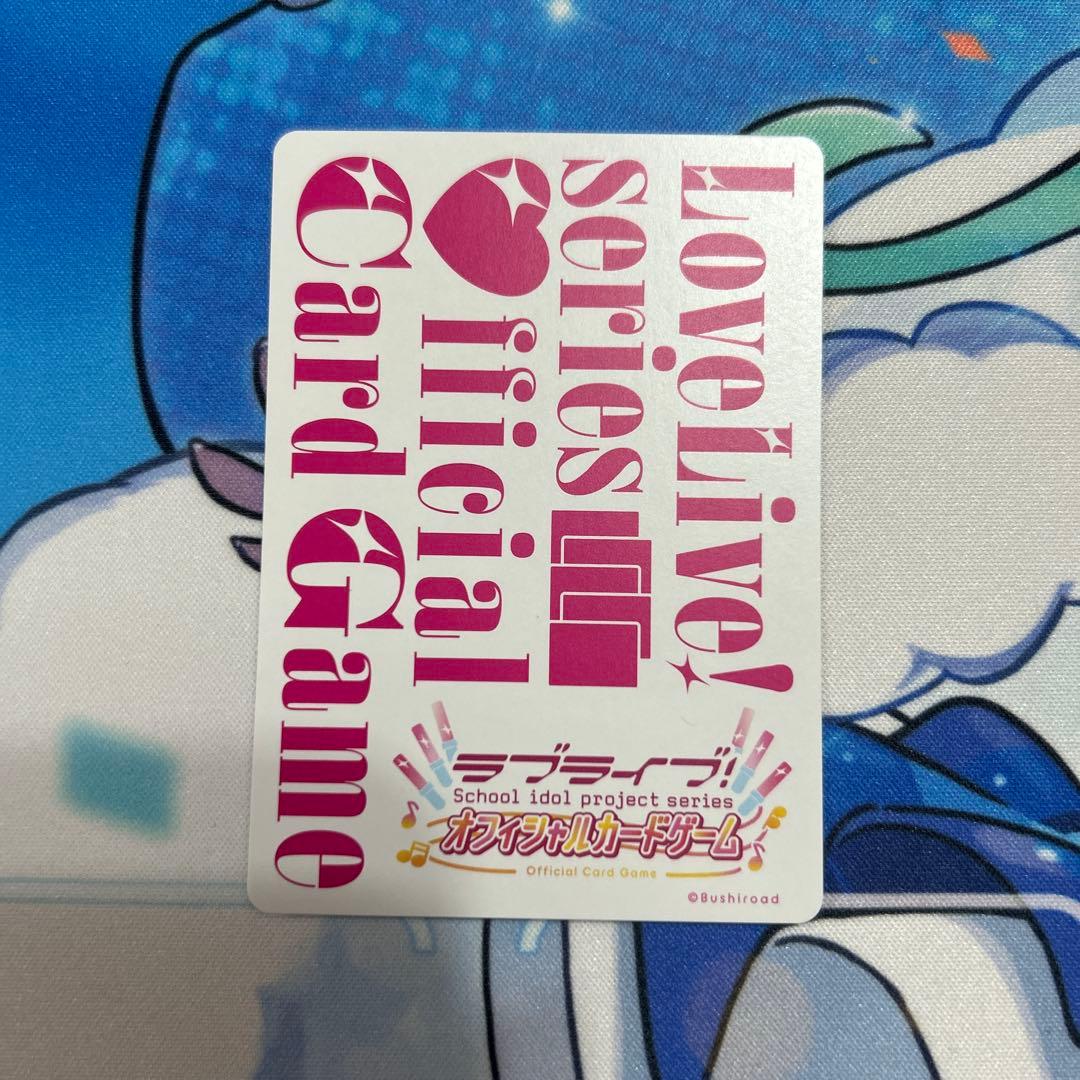 LoveLive!
series
♥fficial
Card Game
ラブライブ!
School idol project series
オフィシャルカードゲーム
Official Card Game
©Bushiroad